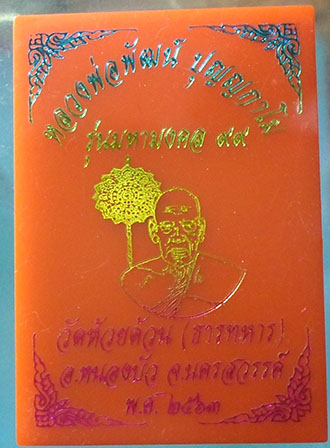 หลวงพ่อพัฒน์ ปุญญกาโม
รุ่นมหามงคล ๙๙
วัดห้วยด้วน (ธารทหาร)
อ.หนองบัว จ.นครสวรรค์
พ.ศ. ๒๕๖๓